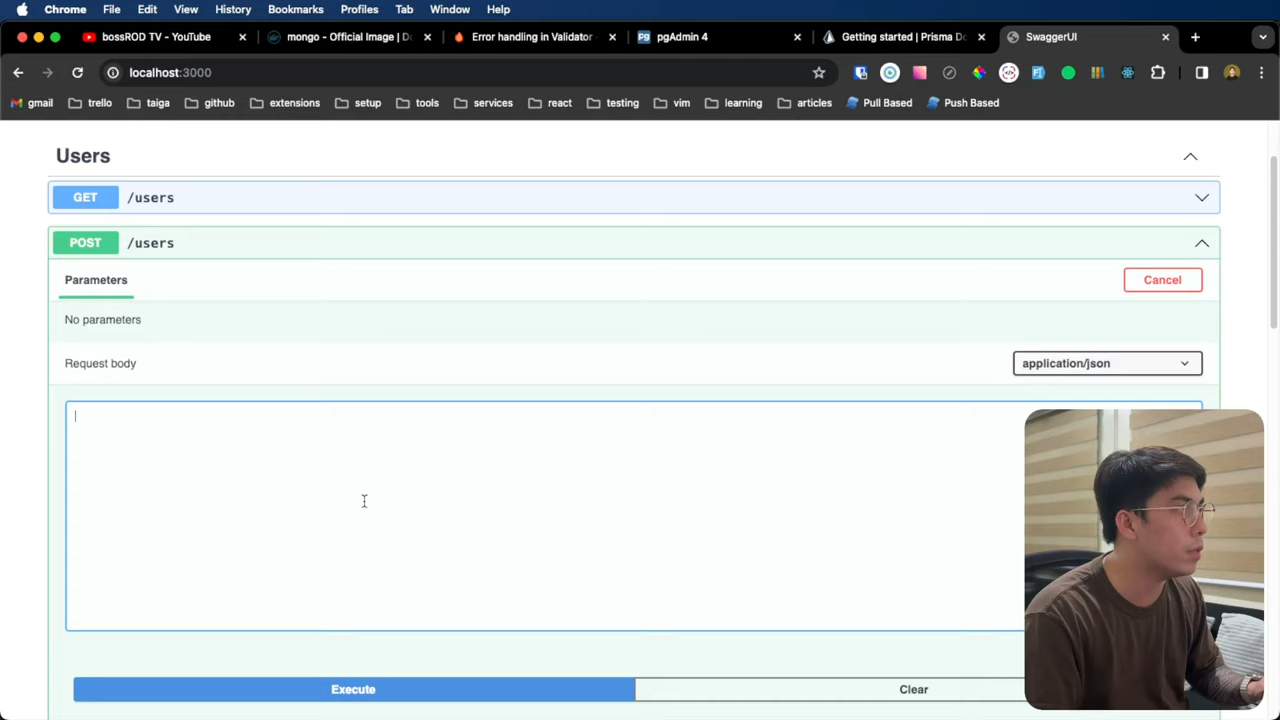 Chrome File Edit View History Bookmarks Profiles Tab Window Help
bossROD TV - YouTube mongo - Official Image | D Error handling in Validator pgAdmin 4 Getting started | Prisma Do SwaggerUI
localhost:3000
gmail trello taiga github extensions setup tools services react testing vim learning articles Pull Based Push Based
Users
GET /users
POST /users
Parameters Cancel
No parameters
Request body application/json
Execute Clear